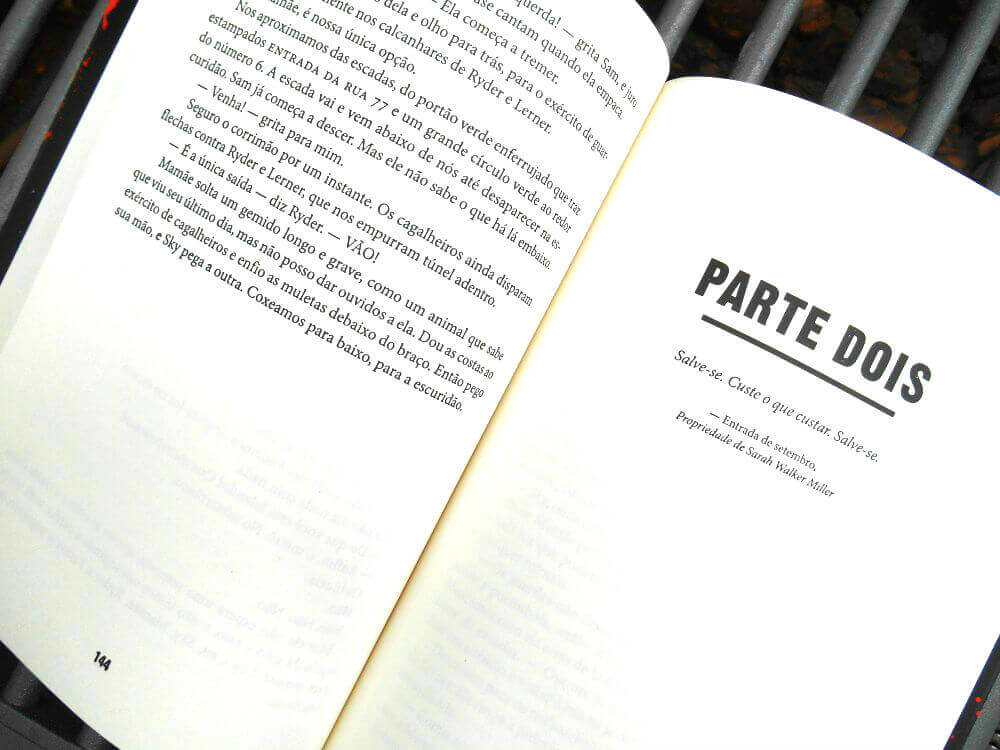 querda! — grita Sam, e juro
se cantam quando ela empaca.
— Ela começa a tremer.
dela e olho para trás, para o exército de guar-
mente nos calcanhares de Ryder e Lerner.
mãe, é nossa única opção.
Nos aproximamos das escadas, do portão verde enferrujado que traz
estampados ENTRADA DA RUA 77 e um grande círculo verde ao redor
do número 6. A escada vai e vem abaixo de nós até desaparecer na es-
curidão. Sam já começa a descer. Mas ele não sabe o que há lá embaixo.
— Venha! — grita para mim.
Seguro o corrimão por um instante. Os cagalheiros ainda disparam
flechas contra Ryder e Lerner, que nos empurram túnel adentro.
— É a única saída — diz Ryder. — VÃO!
Mamãe solta um gemido longo e grave, como um animal que sabe
que viu seu último dia, mas não posso dar ouvidos a ela. Dou as costas ao
exército de cagalheiros e enfio as muletas debaixo do braço. Então pego
sua mão, e Sky pega a outra. Coxeamos para baixo, para a escuridão.
144
PARTE DOIS
Salve-se. Custe o que custar. Salve-se.
— Entrada de setembro,
Propriedade de Sarah Walker Miller